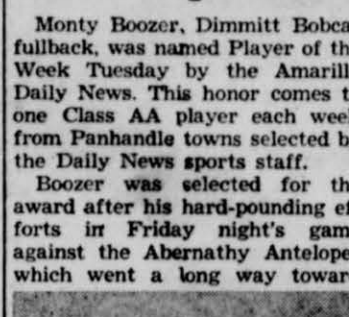 Monty Boozer, Dimmitt Bobca
fullback, was named Player of th
Week Tuesday by the Amarill
Daily News. This honor comes t
one Class AA player each wee
from Panhandle towns selected b
the Daily News sports staff.
Boozer was selected for th
award after his hard-pounding ef
forts in Friday night's gam
against the Abernathy Antelope
which went a long way towar